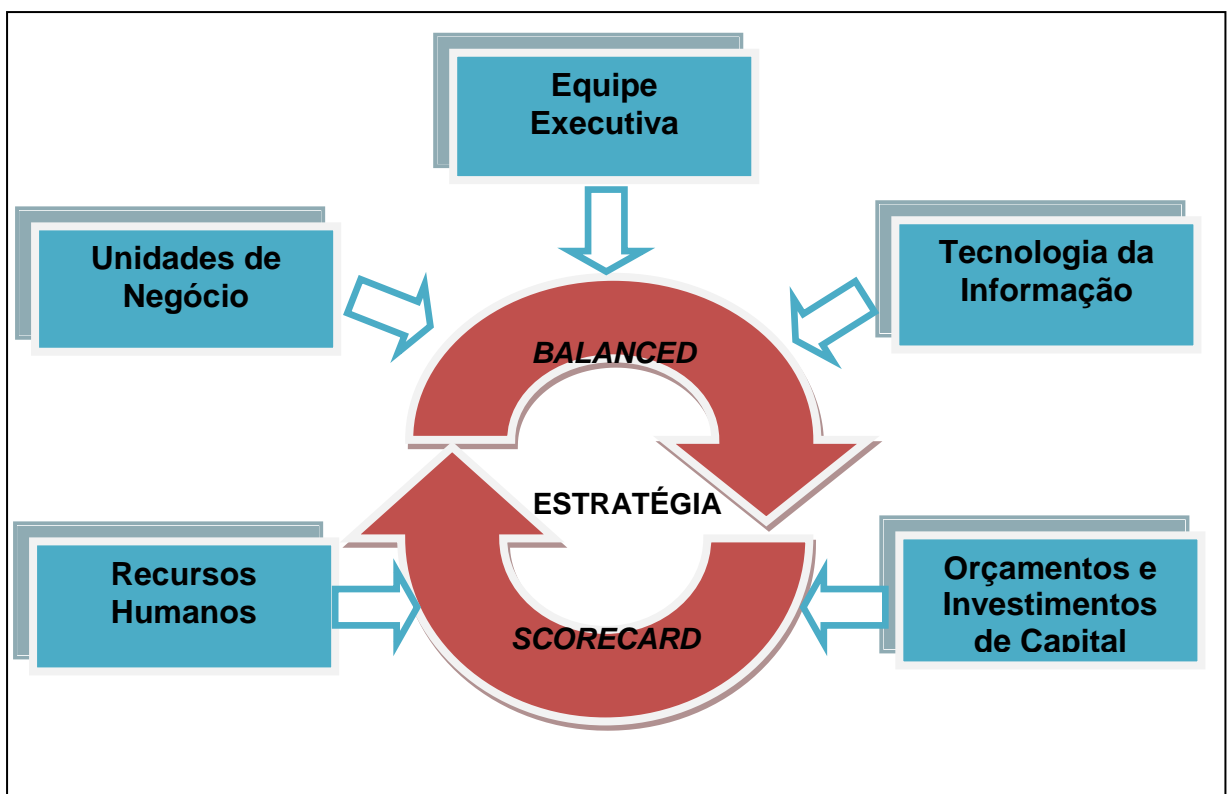 Equipe
Executiva
Unidades de
Negócio
Tecnologia da
Informação
BALANCED
ESTRATÉGIA
SCORECARD
Recursos
Humanos
Orçamentos e
Investimentos
de Capital